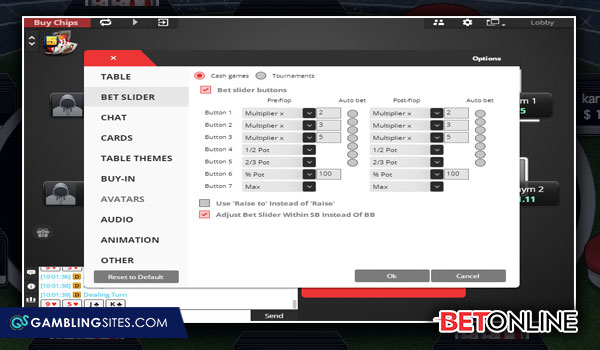 Buy Chips
Lobby
5
× Options
TABLE
BET SLIDER
CHAT
CARDS
TABLE THEMES
BUY-IN
AVATARS
AUDIO
ANIMATION
OTHER
Reset to Default
Cash games Tournaments
Bet slider buttons
Pre-flop Auto bet Post-flop Auto bet
Button 1 Multiplier x 2 Multiplier x 2
Button 2 Multiplier x 3 Multiplier x 3
Button 3 Multiplier x 5 Multiplier x 5
Button 4 1/2 Pot 1/2 Pot
Button 5 2/3 Pot 2/3 Pot
Button 6 % Pot 100 % Pot 100
Button 7 Max Max
Use 'Raise to' Instead of 'Raise'
Adjust Bet Slider Within SB Instead Of BB
Ok Cancel
kar
$ 1
ym 1
ym 2
1.11
[10:01:38] D
[10:01:39] D Dealing Turn
9 5 J K
Send
GS GAMBLINGSITES.COM
BETONLINE